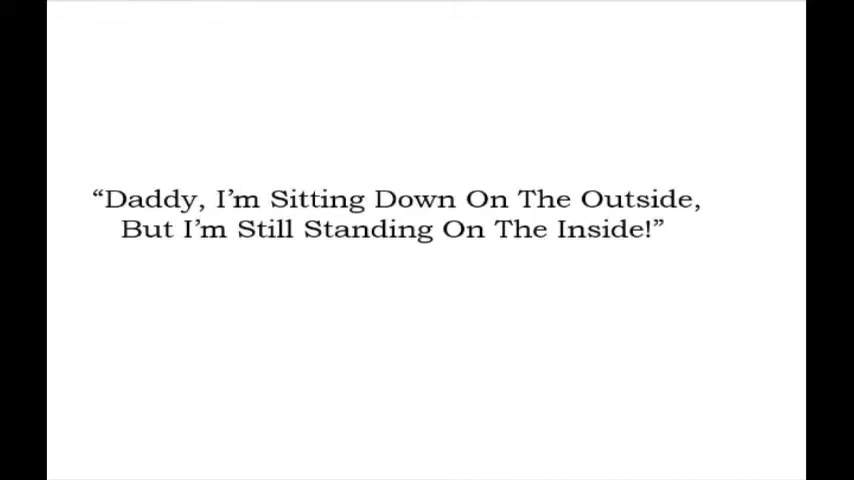 “Daddy, I’m Sitting Down On The Outside,
But I’m Still Standing On The Inside!”